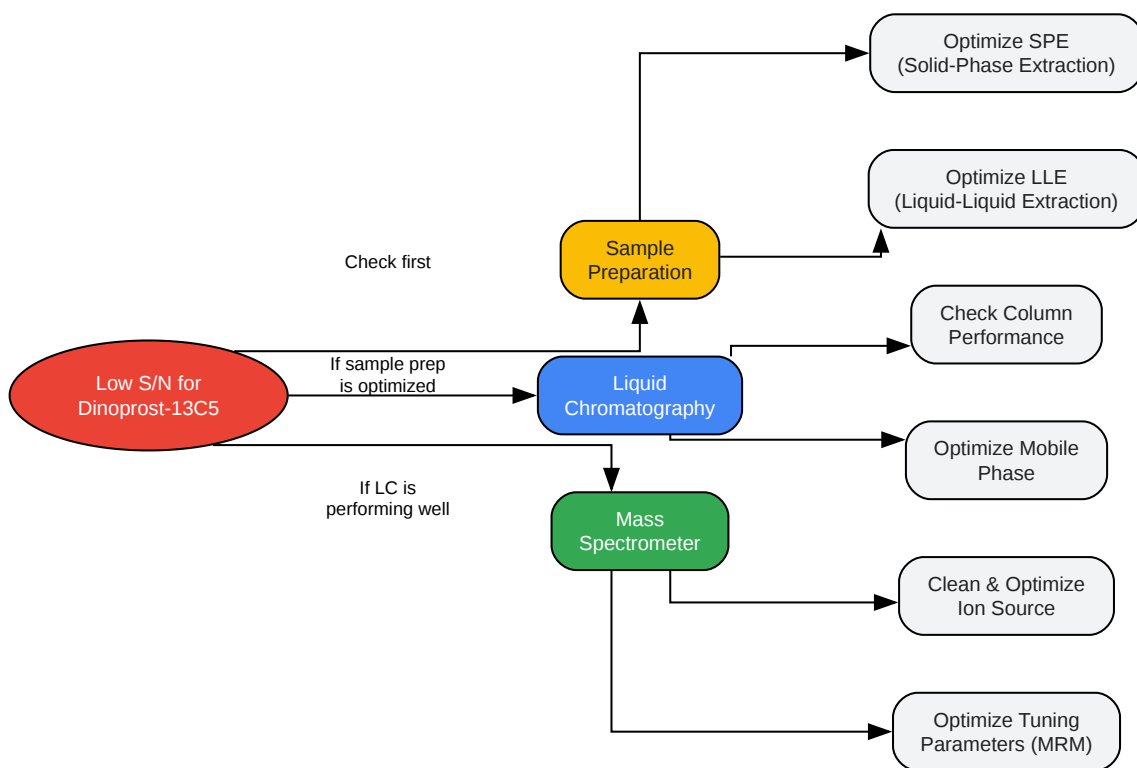 Optimize SPE
(Solid-Phase Extraction)
Optimize LLE
(Liquid-Liquid Extraction)
Check first
Sample
Preparation
Check Column
Performance
If sample prep
is optimized
Low S/N for
Dinoprost-13C5
Liquid
Chromatography
Optimize Mobile
Phase
If LC is
performing well
Mass
Spectrometer
Clean & Optimize
Ion Source
Optimize Tuning
Parameters (MRM)